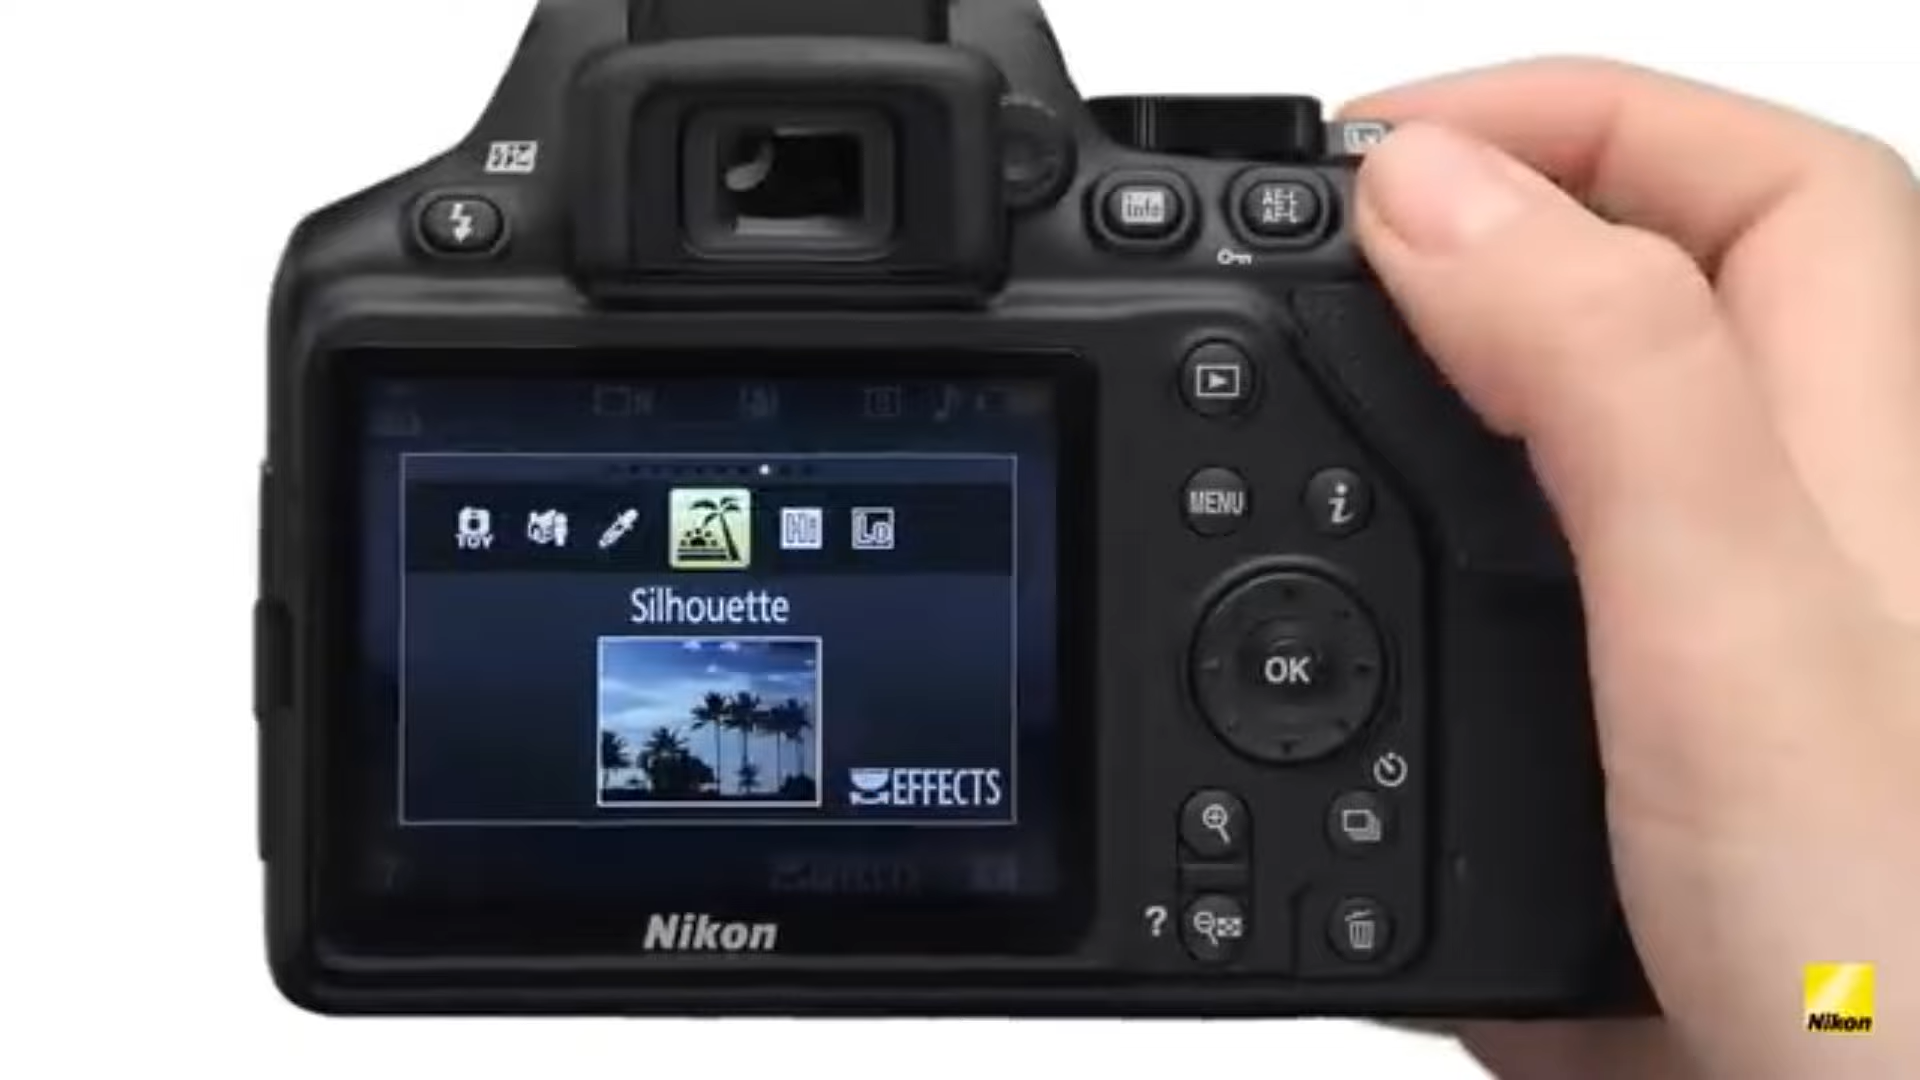 Info
AE-L
AF-L
TOY
Hi
Lo
MENU
i
Silhouette
OK
EFFECTS
?
Nikon
Nikon